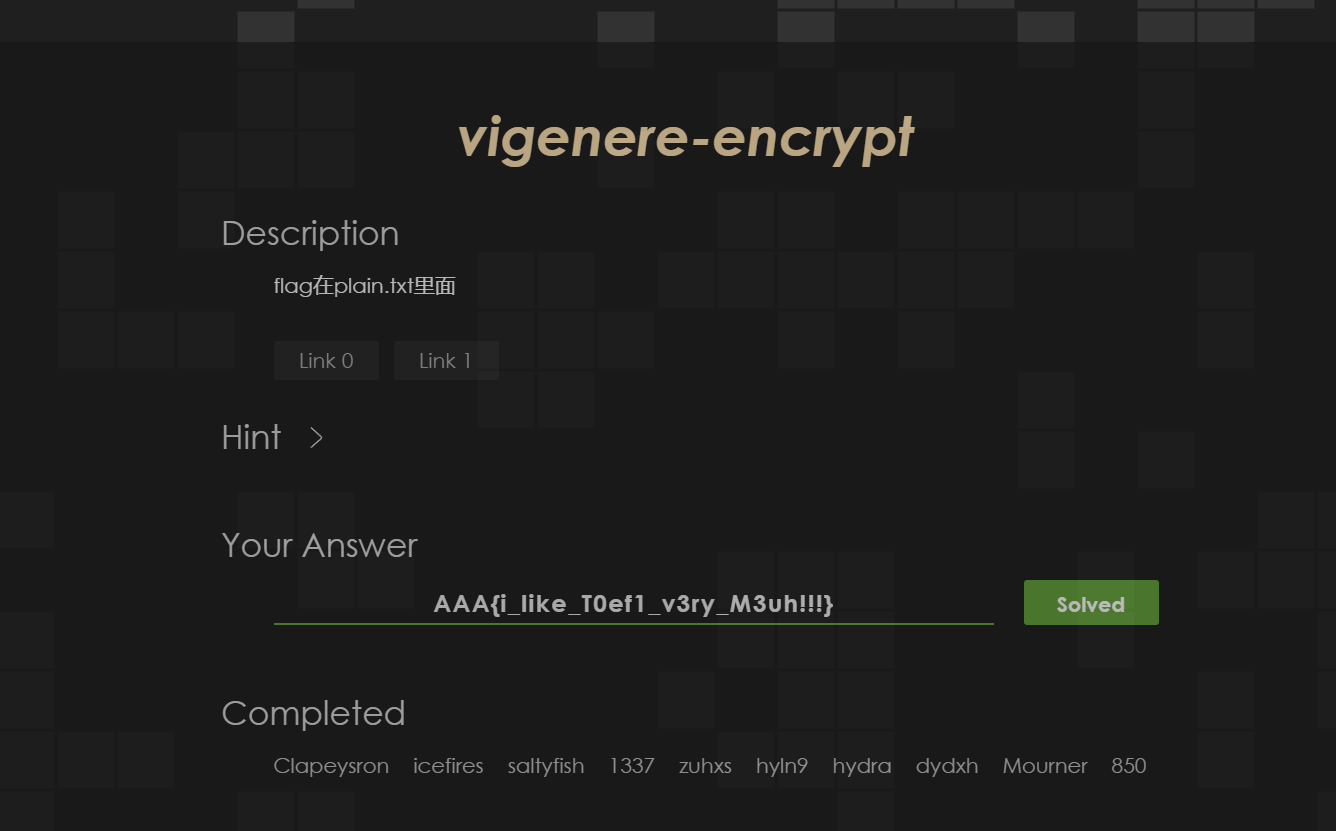 vigenere-encrypt
Description
flag在plain.txt里面
Link 0 Link 1
Hint
Your Answer
AAA{i_like_T0ef1_v3ry_M3uh!!!} Solved
Completed
Clapeysron icefires saltyfish 1337 zuhxs hyln9 hydra dydxh Mourner 850